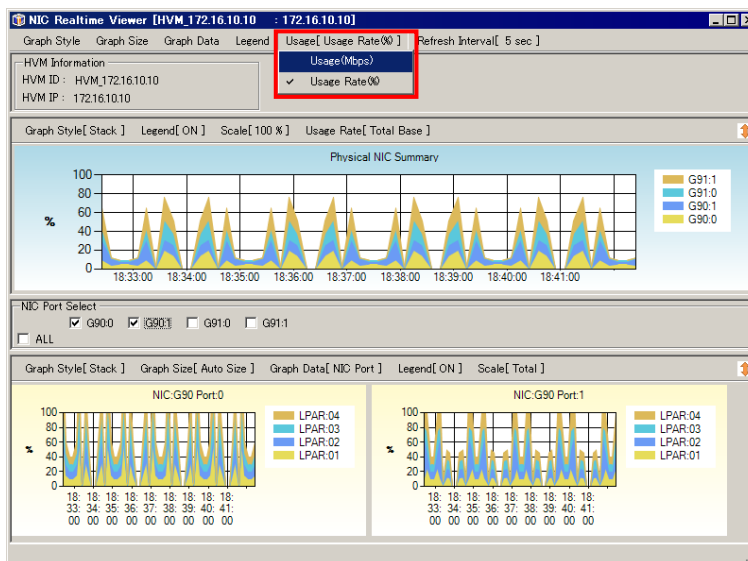 NIC Realtime Viewer [HVM_172.16.10.10 : 172.16.10.10]
Graph Style Graph Size Graph Data Legend Usage[ Usage Rate(%) ] Refresh Interval[ 5 sec ]
Usage(Mbps)
Usage Rate(%)
HVM Information
HVM ID : HVM_172.16.10.10
HVM IP : 172.16.10.10
Graph Style[ Stack ] Legend[ ON ] Scale[ 100 % ] Usage Rate[ Total Base ]
Physical NIC Summary
100
80
60
40
20
0
%
18:33:00 18:34:00 18:35:00 18:36:00 18:37:00 18:38:00 18:39:00 18:40:00 18:41:00
G91:1
G91:0
G90:1
G90:0
NIC Port Select
G90:0 G90:1 G91:0 G91:1
ALL
Graph Style[ Stack ] Graph Size[ Auto Size ] Graph Data[ NIC Port ] Legend[ ON ] Scale[ Total ]
NIC:G90 Port:0
100
80
60
40
20
0
%
18: 18: 18: 18: 18: 18: 18: 18: 18:
33: 34: 35: 36: 37: 38: 39: 40: 41:
00 00 00 00 00 00 00 00 00
LPAR:04
LPAR:03
LPAR:02
LPAR:01
NIC:G90 Port:1
100
80
60
40
20
0
%
18: 18: 18: 18: 18: 18: 18: 18: 18:
33: 34: 35: 36: 37: 38: 39: 40: 41:
00 00 00 00 00 00 00 00 00
LPAR:04
LPAR:03
LPAR:02
LPAR:01